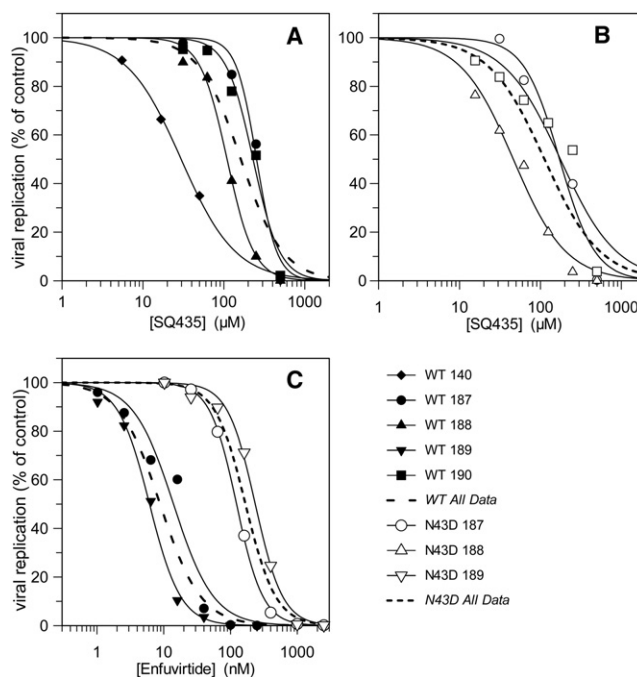 A
viral replication (% of control)
100
80
60
40
20
0
1
10
100
1000
[SQ435] (µM)
B
100
80
60
40
20
0
1
10
100
1000
[SQ435] (µM)
C
viral replication (% of control)
100
80
60
40
20
0
1
10
100
1000
[Enfuvirtide] (nM)
WT 140
WT 187
WT 188
WT 189
WT 190
WT All Data
N43D 187
N43D 188
N43D 189
N43D All Data